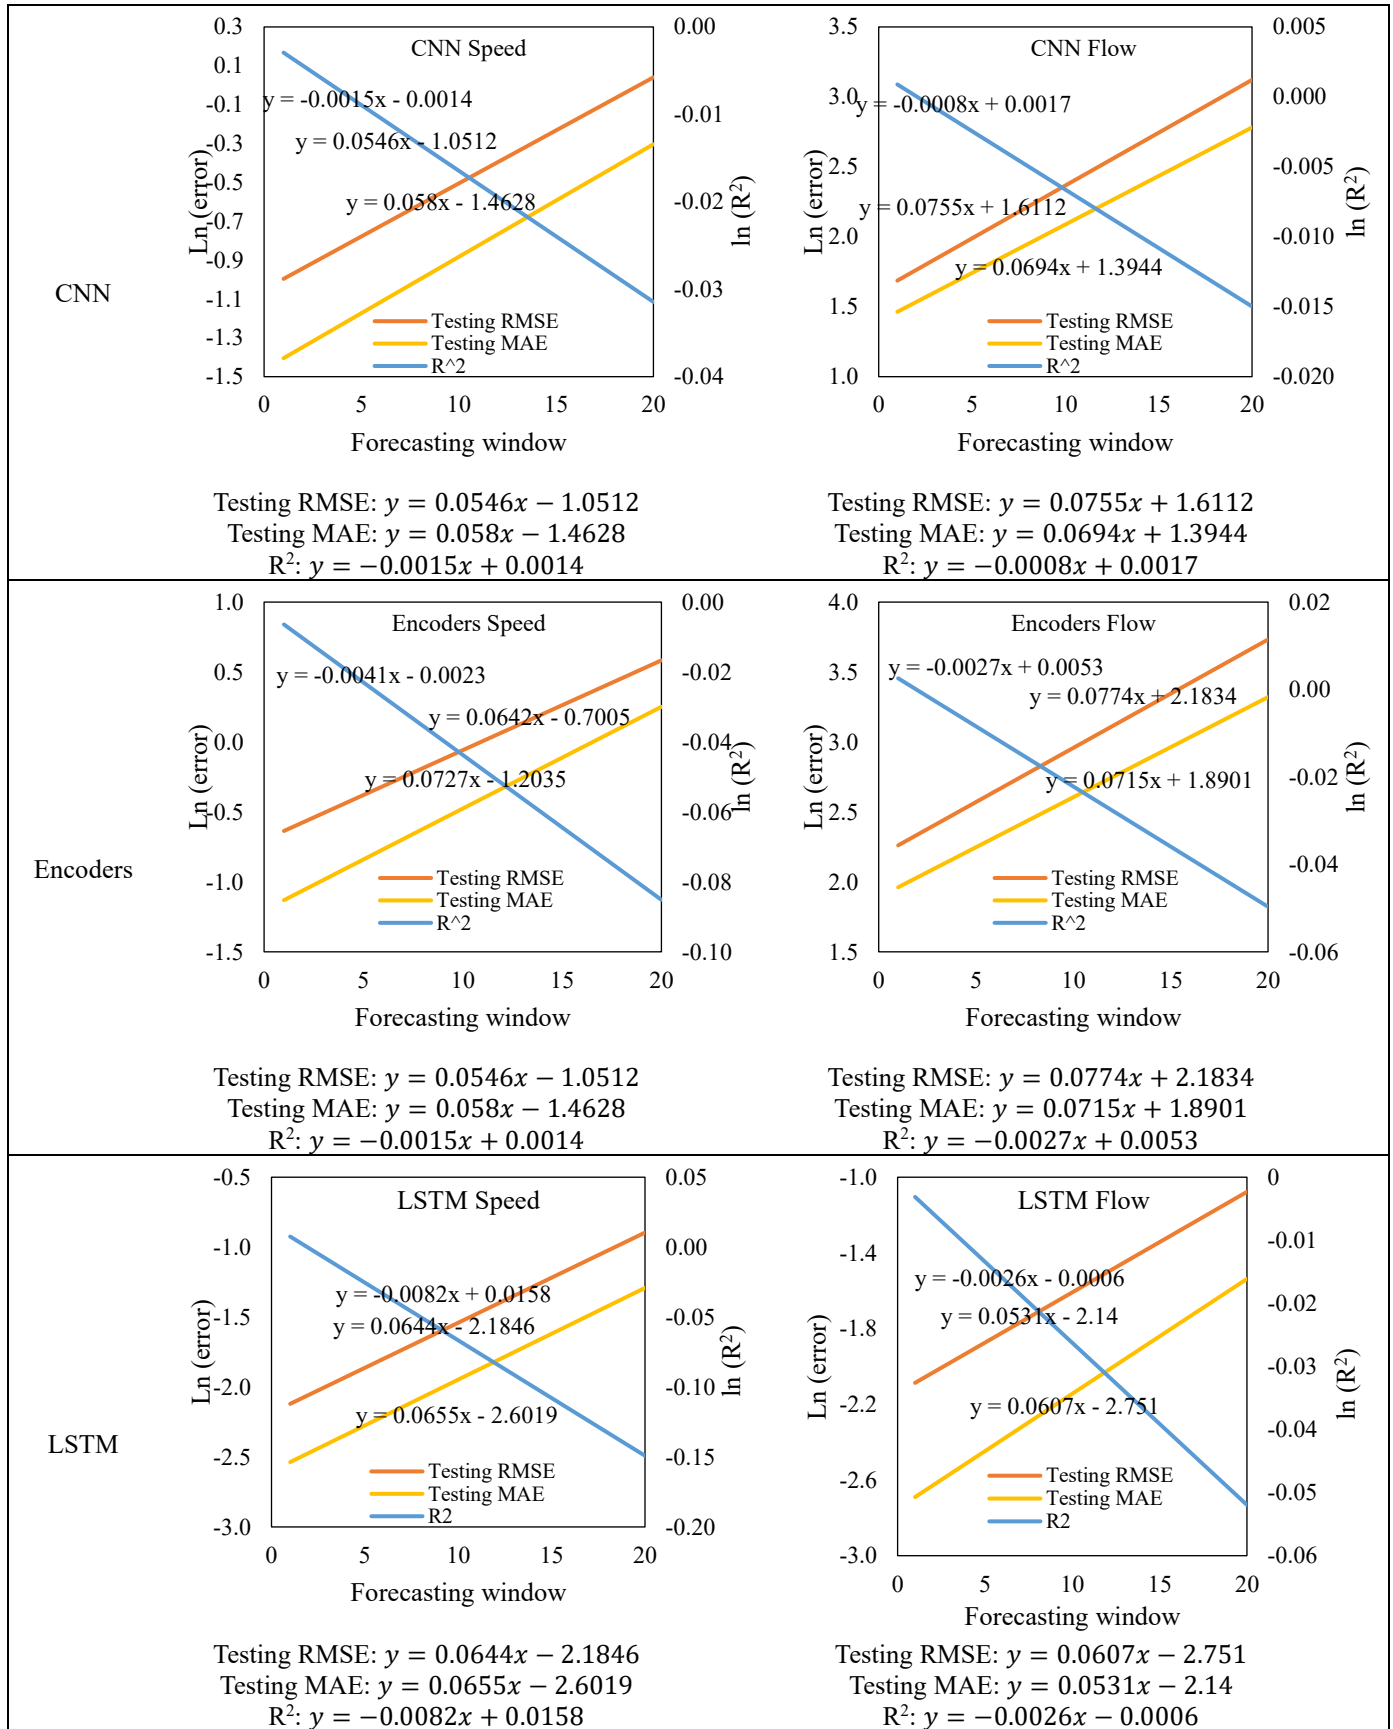 CNN
CNN Speed
0.3
0.1
-0.1
-0.3
-0.5
-0.7
-0.9
-1.1
-1.3
-1.5
Ln (error)
0.00
-0.01
-0.02
-0.03
-0.04
ln (R²)
y = -0.0015x - 0.0014
y = 0.0546x - 1.0512
y = 0.058x - 1.4628
Testing RMSE
Testing MAE
R^2
0 5 10 15 20
Forecasting window
Testing RMSE: y = 0.0546x − 1.0512
Testing MAE: y = 0.058x − 1.4628
R²: y = −0.0015x + 0.0014
CNN Flow
3.5
3.0
2.5
2.0
1.5
1.0
Ln (error)
0.005
0.000
-0.005
-0.010
-0.015
-0.020
ln (R²)
y = -0.0008x + 0.0017
y = 0.0755x + 1.6112
y = 0.0694x + 1.3944
Testing RMSE
Testing MAE
R^2
0 5 10 15 20
Forecasting window
Testing RMSE: y = 0.0755x + 1.6112
Testing MAE: y = 0.0694x + 1.3944
R²: y = −0.0008x + 0.0017
Encoders
Encoders Speed
1.0
0.5
0.0
-0.5
-1.0
-1.5
Ln (error)
0.00
-0.02
-0.04
-0.06
-0.08
-0.10
ln (R²)
y = -0.0041x - 0.0023
y = 0.0642x - 0.7005
y = 0.0727x - 1.2035
Testing RMSE
Testing MAE
R^2
0 5 10 15 20
Forecasting window
Testing RMSE: y = 0.0546x − 1.0512
Testing MAE: y = 0.058x − 1.4628
R²: y = −0.0015x + 0.0014
Encoders Flow
4.0
3.5
3.0
2.5
2.0
1.5
Ln (error)
0.02
0.00
-0.02
-0.04
-0.06
ln (R²)
y = -0.0027x + 0.0053
y = 0.0774x + 2.1834
y = 0.0715x + 1.8901
Testing RMSE
Testing MAE
R^2
0 5 10 15 20
Forecasting window
Testing RMSE: y = 0.0774x + 2.1834
Testing MAE: y = 0.0715x + 1.8901
R²: y = −0.0027x + 0.0053
LSTM
LSTM Speed
-0.5
-1.0
-1.5
-2.0
-2.5
-3.0
Ln (error)
0.05
0.00
-0.05
-0.10
-0.15
-0.20
ln (R²)
y = -0.0082x + 0.0158
y = 0.0644x - 2.1846
y = 0.0655x - 2.6019
Testing RMSE
Testing MAE
R2
0 5 10 15 20
Forecasting window
Testing RMSE: y = 0.0644x − 2.1846
Testing MAE: y = 0.0655x − 2.6019
R²: y = −0.0082x + 0.0158
LSTM Flow
-1.0
-1.4
-1.8
-2.2
-2.6
-3.0
Ln (error)
0
-0.01
-0.02
-0.03
-0.04
-0.05
-0.06
ln (R²)
y = -0.0026x - 0.0006
y = 0.0531x - 2.14
y = 0.0607x - 2.751
Testing RMSE
Testing MAE
R2
0 5 10 15 20
Forecasting window
Testing RMSE: y = 0.0607x − 2.751
Testing MAE: y = 0.0531x − 2.14
R²: y = −0.0026x − 0.0006